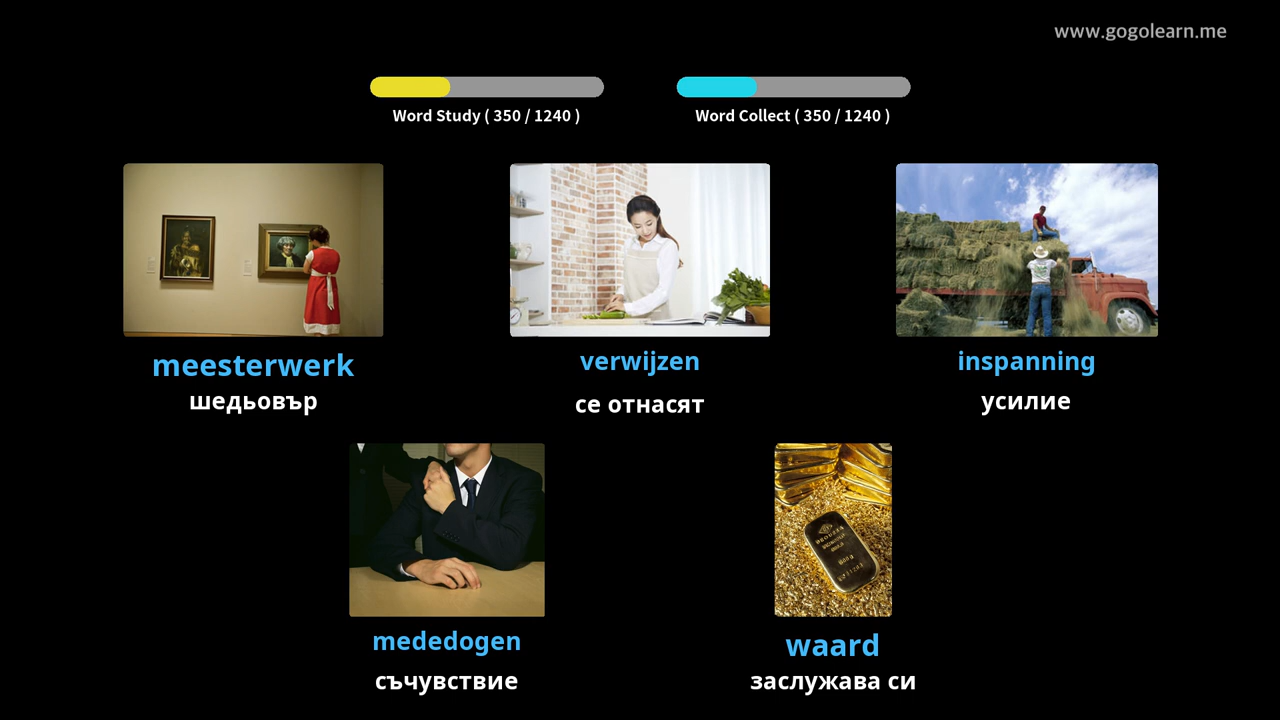 www.gogolearn.me
Word Study ( 350 / 1240 )
Word Collect ( 350 / 1240 )
meesterwerk
шедьовър
verwijzen
се отнасят
inspanning
усилие
mededogen
съчувствие
waard
заслужава си